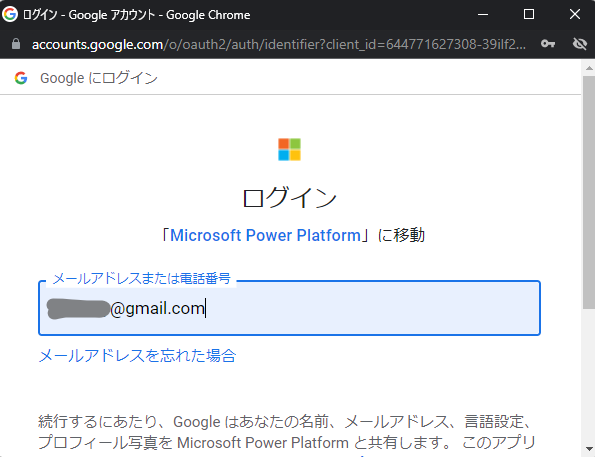 ログイン - Google アカウント - Google Chrome
accounts.google.com/o/oauth2/auth/identifier?client_id=644771627308-39ilf2...
Google にログイン
ログイン
「Microsoft Power Platform」に移動
メールアドレスまたは電話番号
@gmail.com
メールアドレスを忘れた場合
続行するにあたり、Google はあなたの名前、メールアドレス、言語設定、
プロフィール写真を Microsoft Power Platform と共有します。 このアプリ